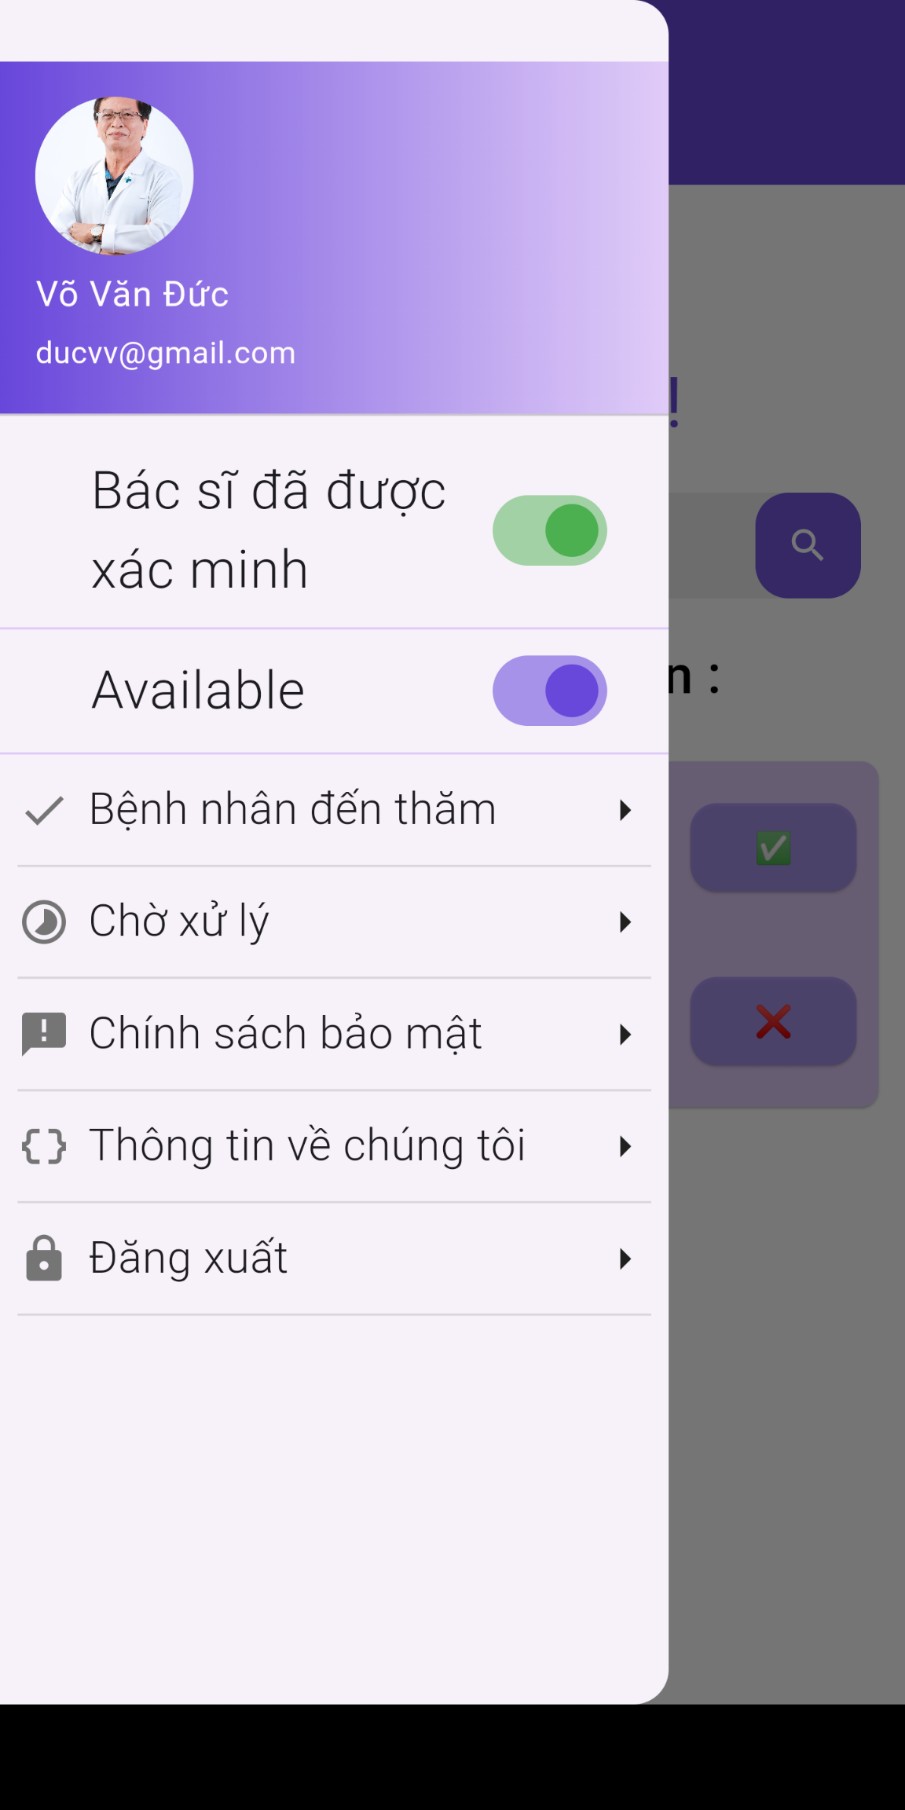 Võ Văn Đức
ducvv@gmail.com
Bác sĩ đã được
xác minh
Available
Bệnh nhân đến thăm
Chờ xử lý
Chính sách bảo mật
Thông tin về chúng tôi
Đăng xuất